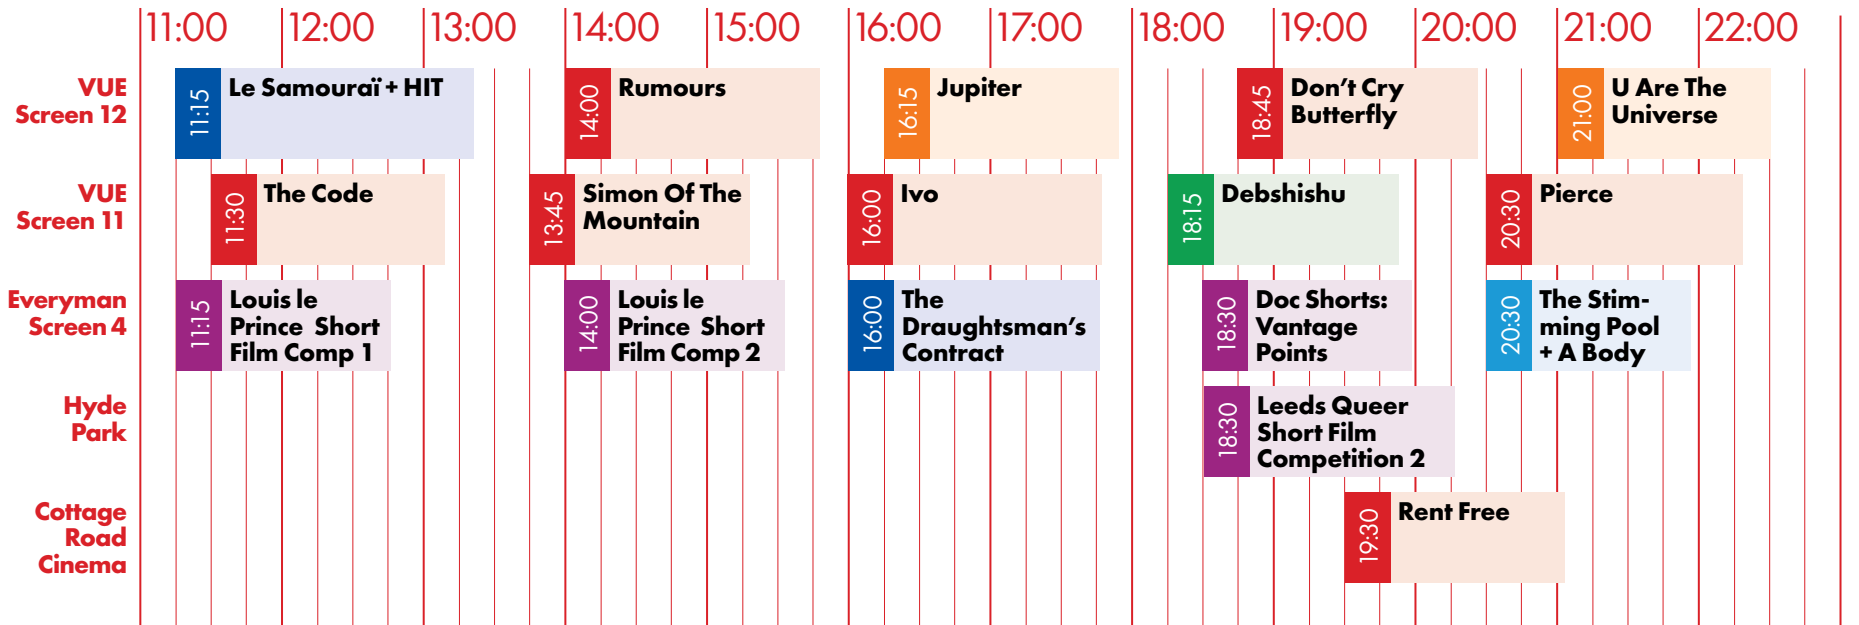 11:00 12:00 13:00 14:00 15:00 16:00 17:00 18:00 19:00 20:00 21:00 22:00
VUE
Screen 12
11:15
Le Samouraï + HIT
14:00
Rumours
16:15
Jupiter
18:45
Don’t Cry
Butterfly
21:00
U Are The
Universe
VUE
Screen 11
11:30
The Code
13:45
Simon Of The
Mountain
16:00
Ivo
18:15
Debshishu
20:30
Pierce
Everyman
Screen 4
11:15
Louis le
Prince Short
Film Comp 1
14:00
Louis le
Prince Short
Film Comp 2
16:00
The
Draughtsman’s
Contract
18:30
Doc Shorts:
Vantage
Points
20:30
The Stim-
ming Pool
+ A Body
Hyde
Park
18:30
Leeds Queer
Short Film
Competition 2
Cottage
Road
Cinema
19:30
Rent Free